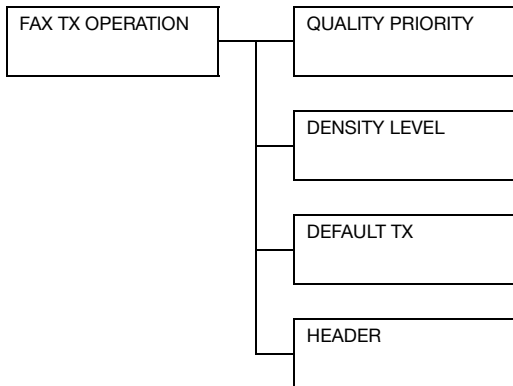 FAX TX OPERATION
QUALITY PRIORITY
DENSITY LEVEL
DEFAULT TX
HEADER